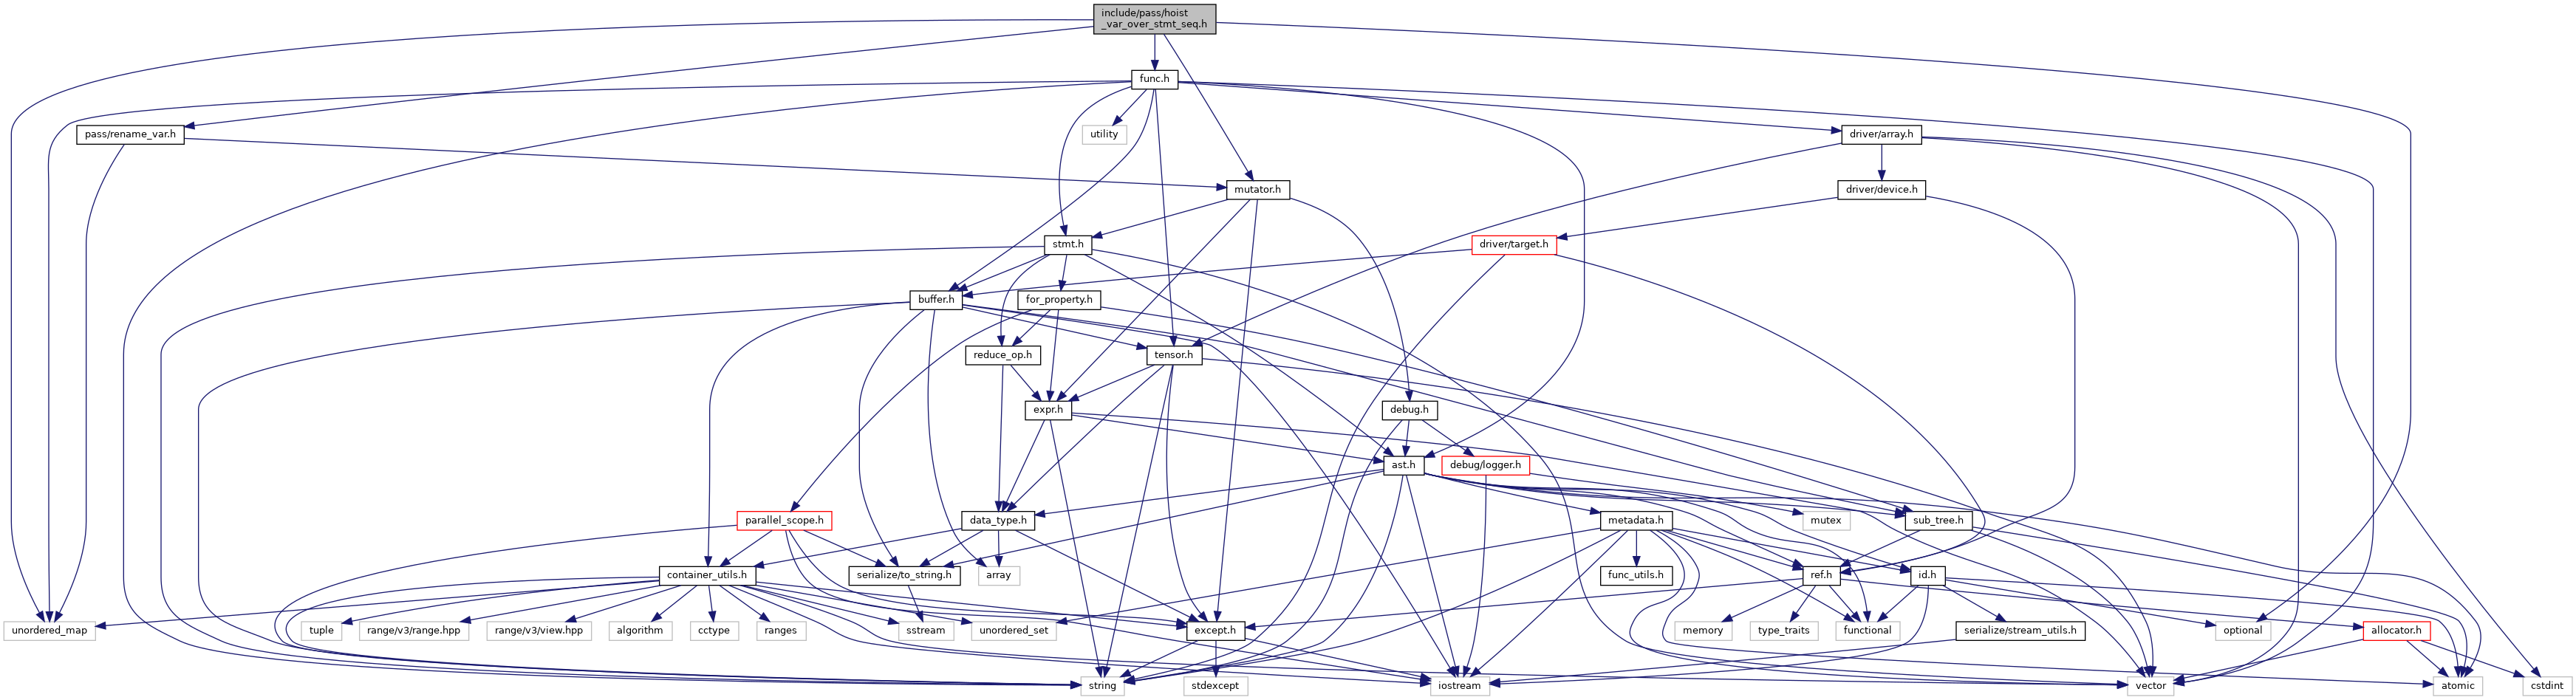 include/pass/hoist
_var_over_stmt_seq.h
func.h
pass/rename_var.h
utility
driver/array.h
mutator.h
driver/device.h
stmt.h
driver/target.h
buffer.h
for_property.h
reduce_op.h
tensor.h
expr.h
debug.h
ast.h
debug/logger.h
parallel_scope.h
data_type.h
metadata.h
mutex
sub_tree.h
container_utils.h
serialize/to_string.h
array
func_utils.h
ref.h
id.h
unordered_map
tuple
range/v3/range.hpp
range/v3/view.hpp
algorithm
cctype
ranges
sstream
unordered_set
except.h
memory
type_traits
functional
serialize/stream_utils.h
optional
allocator.h
string
stdexcept
iostream
vector
atomic
cstdint